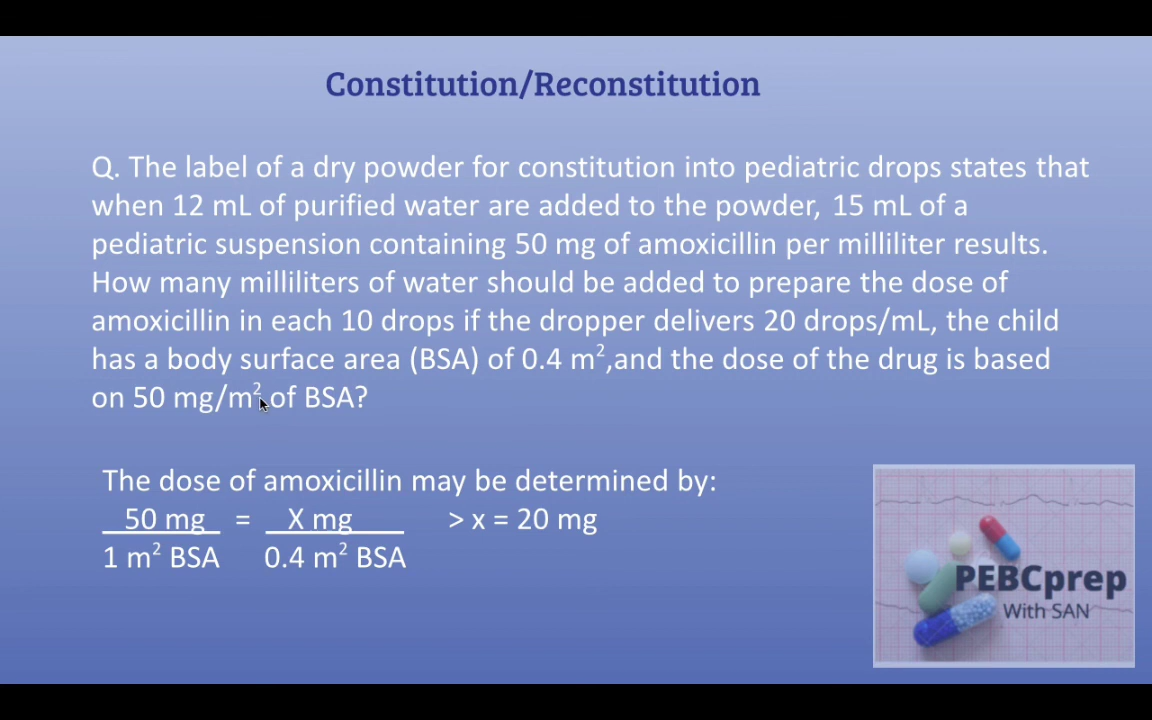 Constitution/Reconstitution
Q. The label of a dry powder for constitution into pediatric drops states that
when 12 mL of purified water are added to the powder, 15 mL of a
pediatric suspension containing 50 mg of amoxicillin per milliliter results.
How many milliliters of water should be added to prepare the dose of
amoxicillin in each 10 drops if the dropper delivers 20 drops/mL, the child
has a body surface area (BSA) of 0.4 m²,and the dose of the drug is based
on 50 mg/m² of BSA?
The dose of amoxicillin may be determined by:
50 mg = X mg > x = 20 mg
1 m² BSA 0.4 m² BSA
PEBCprep
With SAN